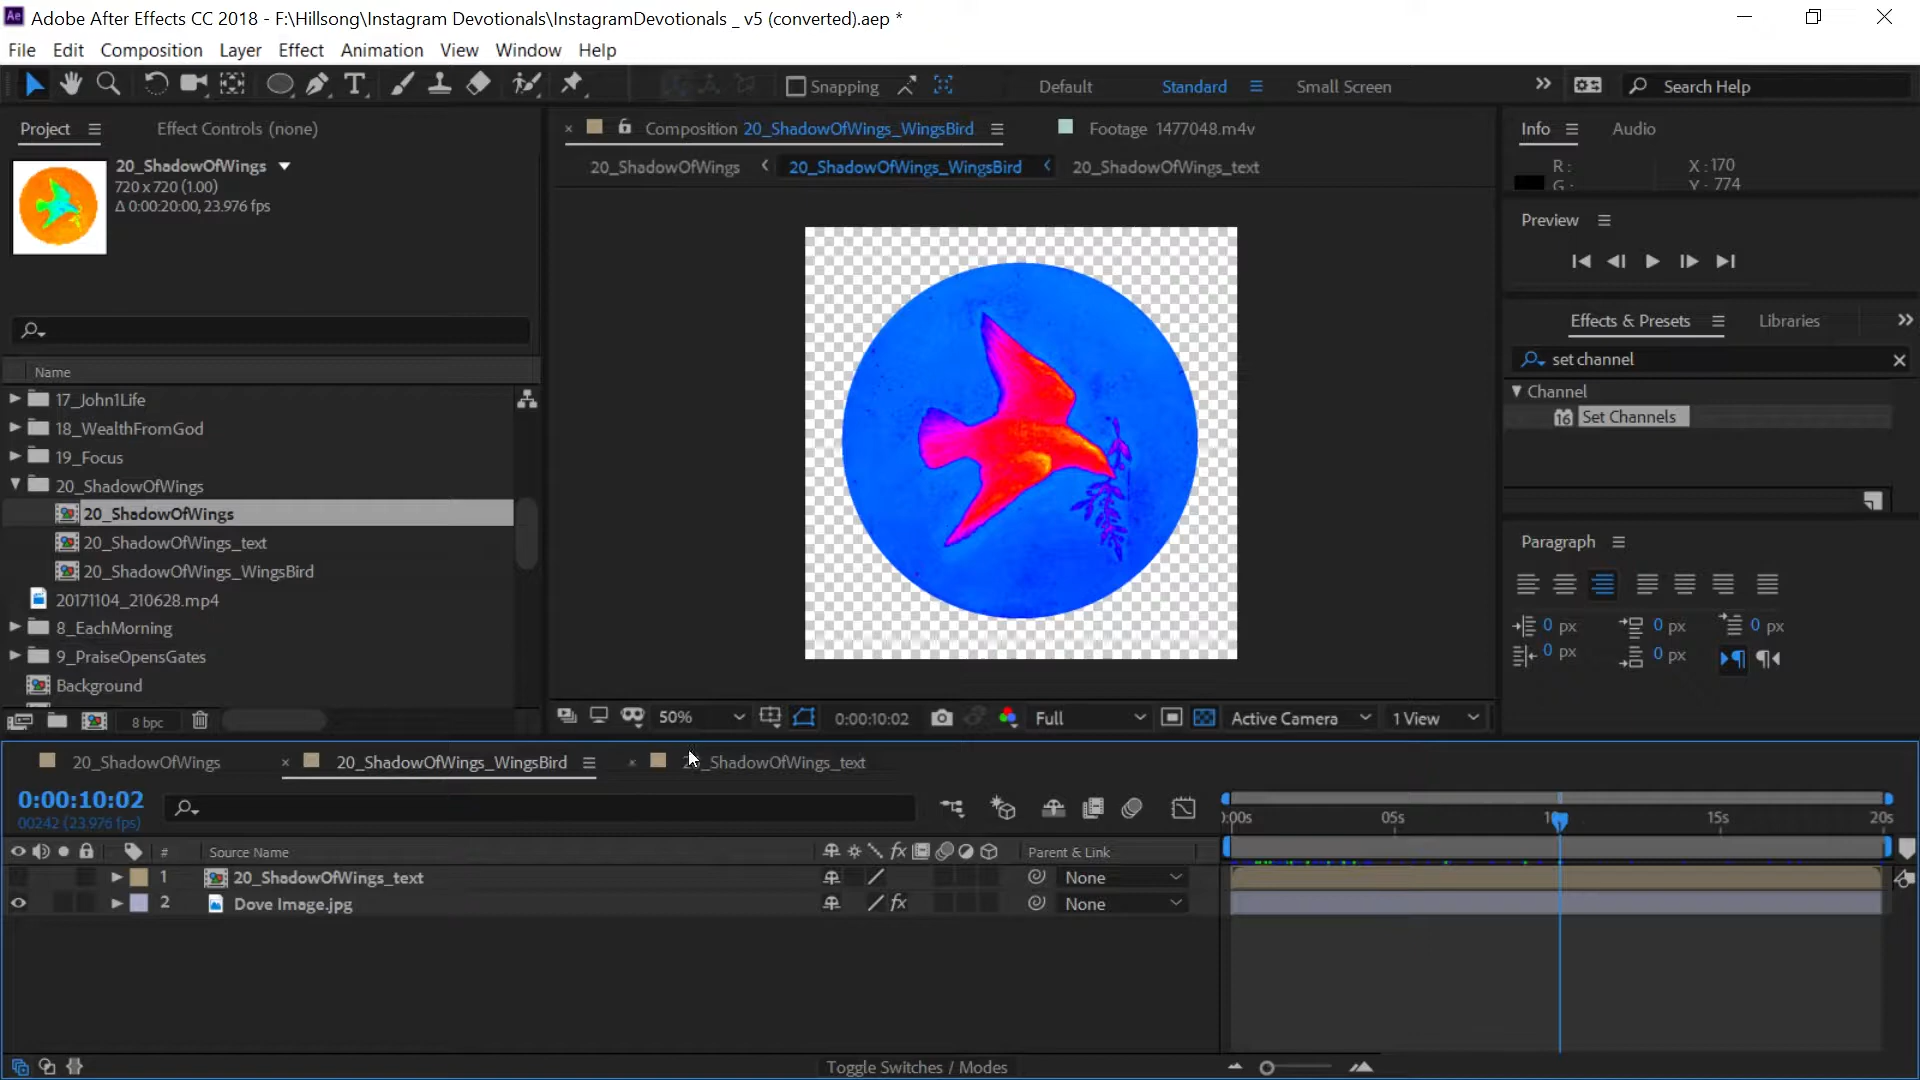 Ae Adobe After Effects CC 2018 - F:\Hillsong\Instagram Devotionals\InstagramDevotionals _ v5 (converted).aep *
File Edit Composition Layer Effect Animation View Window Help
Snapping Default Standard Small Screen Search Help
Project Effect Controls (none)
20_ShadowOfWings
720 x 720 (1.00)
Δ 0:00:20:00, 23.976 fps
Composition 20_ShadowOfWings_WingsBird Footage 1477048.m4v
20_ShadowOfWings 20_ShadowOfWings_WingsBird 20_ShadowOfWings_text
Info Audio
R: X : 170
G : Y : 774
Preview
Effects & Presets Libraries
set channel
Channel
16 Set Channels
Paragraph
0 px 0 px 0 px
0 px 0 px
Name
17_John1Life
18_WealthFromGod
19_Focus
20_ShadowOfWings
20_ShadowOfWings
20_ShadowOfWings_text
20_ShadowOfWings_WingsBird
20171104_210628.mp4
8_EachMorning
9_PraiseOpensGates
Background
8 bpc
50% 0:00:10:02 Full Active Camera 1 View
20_ShadowOfWings 20_ShadowOfWings_WingsBird _ShadowOfWings_text
0:00:10:02
00242 (23.976 fps)
):00s 05s 15s 20s
# Source Name fx Parent & Link
1 20_ShadowOfWings_text None
2 Dove Image.jpg fx None
Toggle Switches / Modes